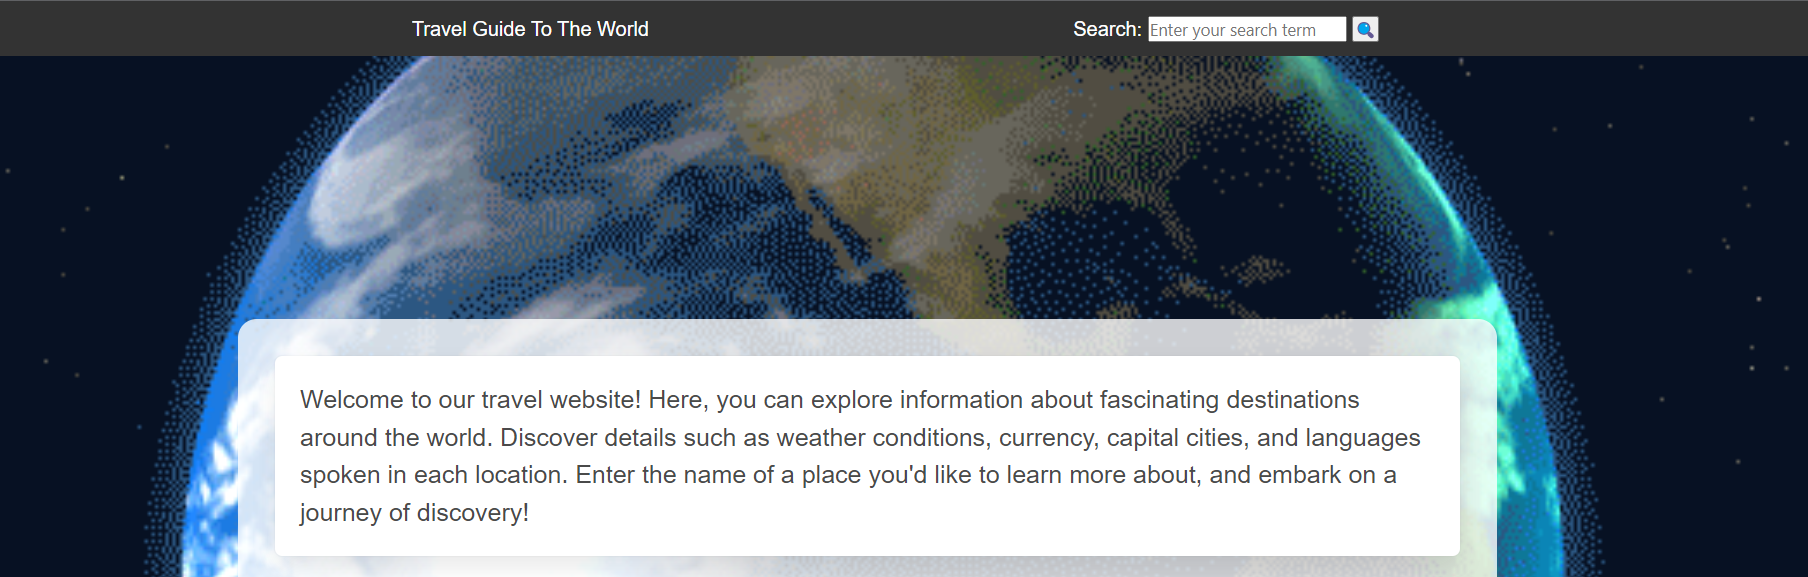 Travel Guide To The World
Search: Enter your search term
Welcome to our travel website! Here, you can explore information about fascinating destinations
around the world. Discover details such as weather conditions, currency, capital cities, and languages
spoken in each location. Enter the name of a place you'd like to learn more about, and embark on a
journey of discovery!